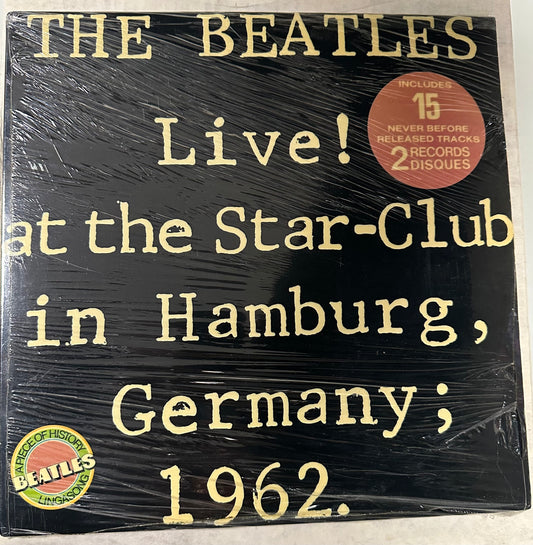 THE BEATLES
Live!
at the Star-Club
in Hamburg,
Germany;
1962.
INCLUDES
15
NEVER BEFORE
RELEASED TRACKS
2 RECORDS
DISQUES
A PIECE OF HISTORY
BEATLES
LINGASONG